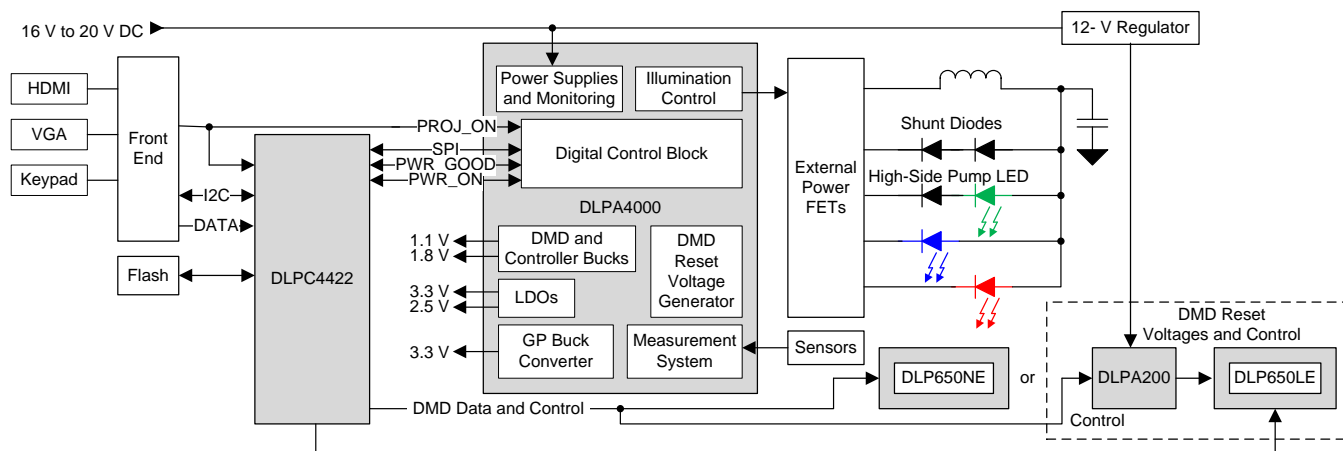 16 V to 20 V DC
12- V Regulator
HDMI
VGA
Keypad
Front
End
Power Supplies
and Monitoring
Illumination
Control
PROJ_ON
SPI
PWR_GOOD
PWR_ON
Digital Control Block
I2C
DATA
Flash
DLPC4422
DLPA4000
1.1 V
1.8 V
DMD and
Controller Bucks
3.3 V
2.5 V
LDOs
DMD
Reset
Voltage
Generator
3.3 V
GP Buck
Converter
Measurement
System
Sensors
External
Power
FETs
Shunt Diodes
High-Side Pump LED
DMD Data and Control
DLP650NE
or
DMD Reset
Voltages and Control
DLPA200
DLP650LE
Control